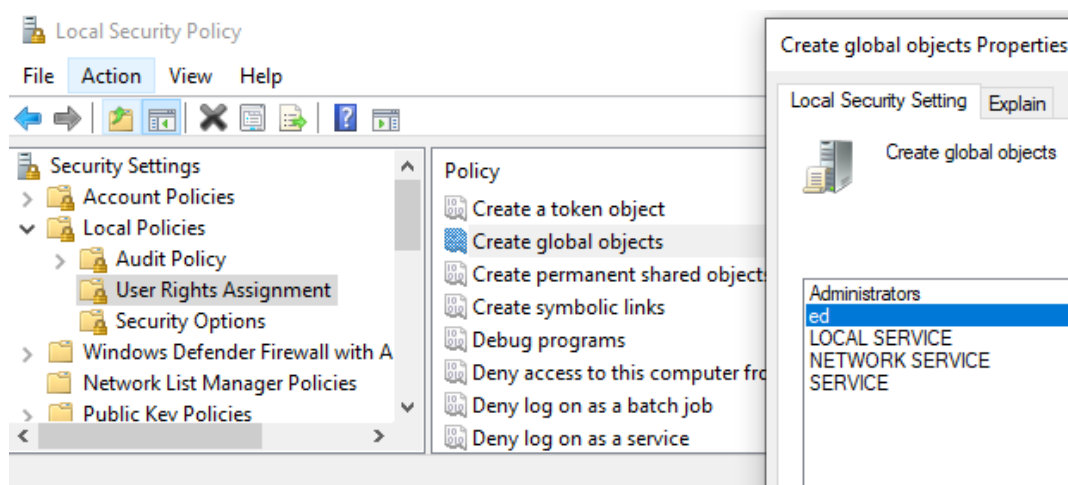 Local Security Policy
File Action View Help
Security Settings
Account Policies
Local Policies
Audit Policy
User Rights Assignment
Security Options
Windows Defender Firewall with A
Network List Manager Policies
Public Key Policies
Policy
Create a token object
Create global objects
Create permanent shared objects
Create symbolic links
Debug programs
Deny access to this computer fro
Deny log on as a batch job
Deny log on as a service
Create global objects Properties
Local Security Setting Explain
Create global objects
Administrators
ed
LOCAL SERVICE
NETWORK SERVICE
SERVICE